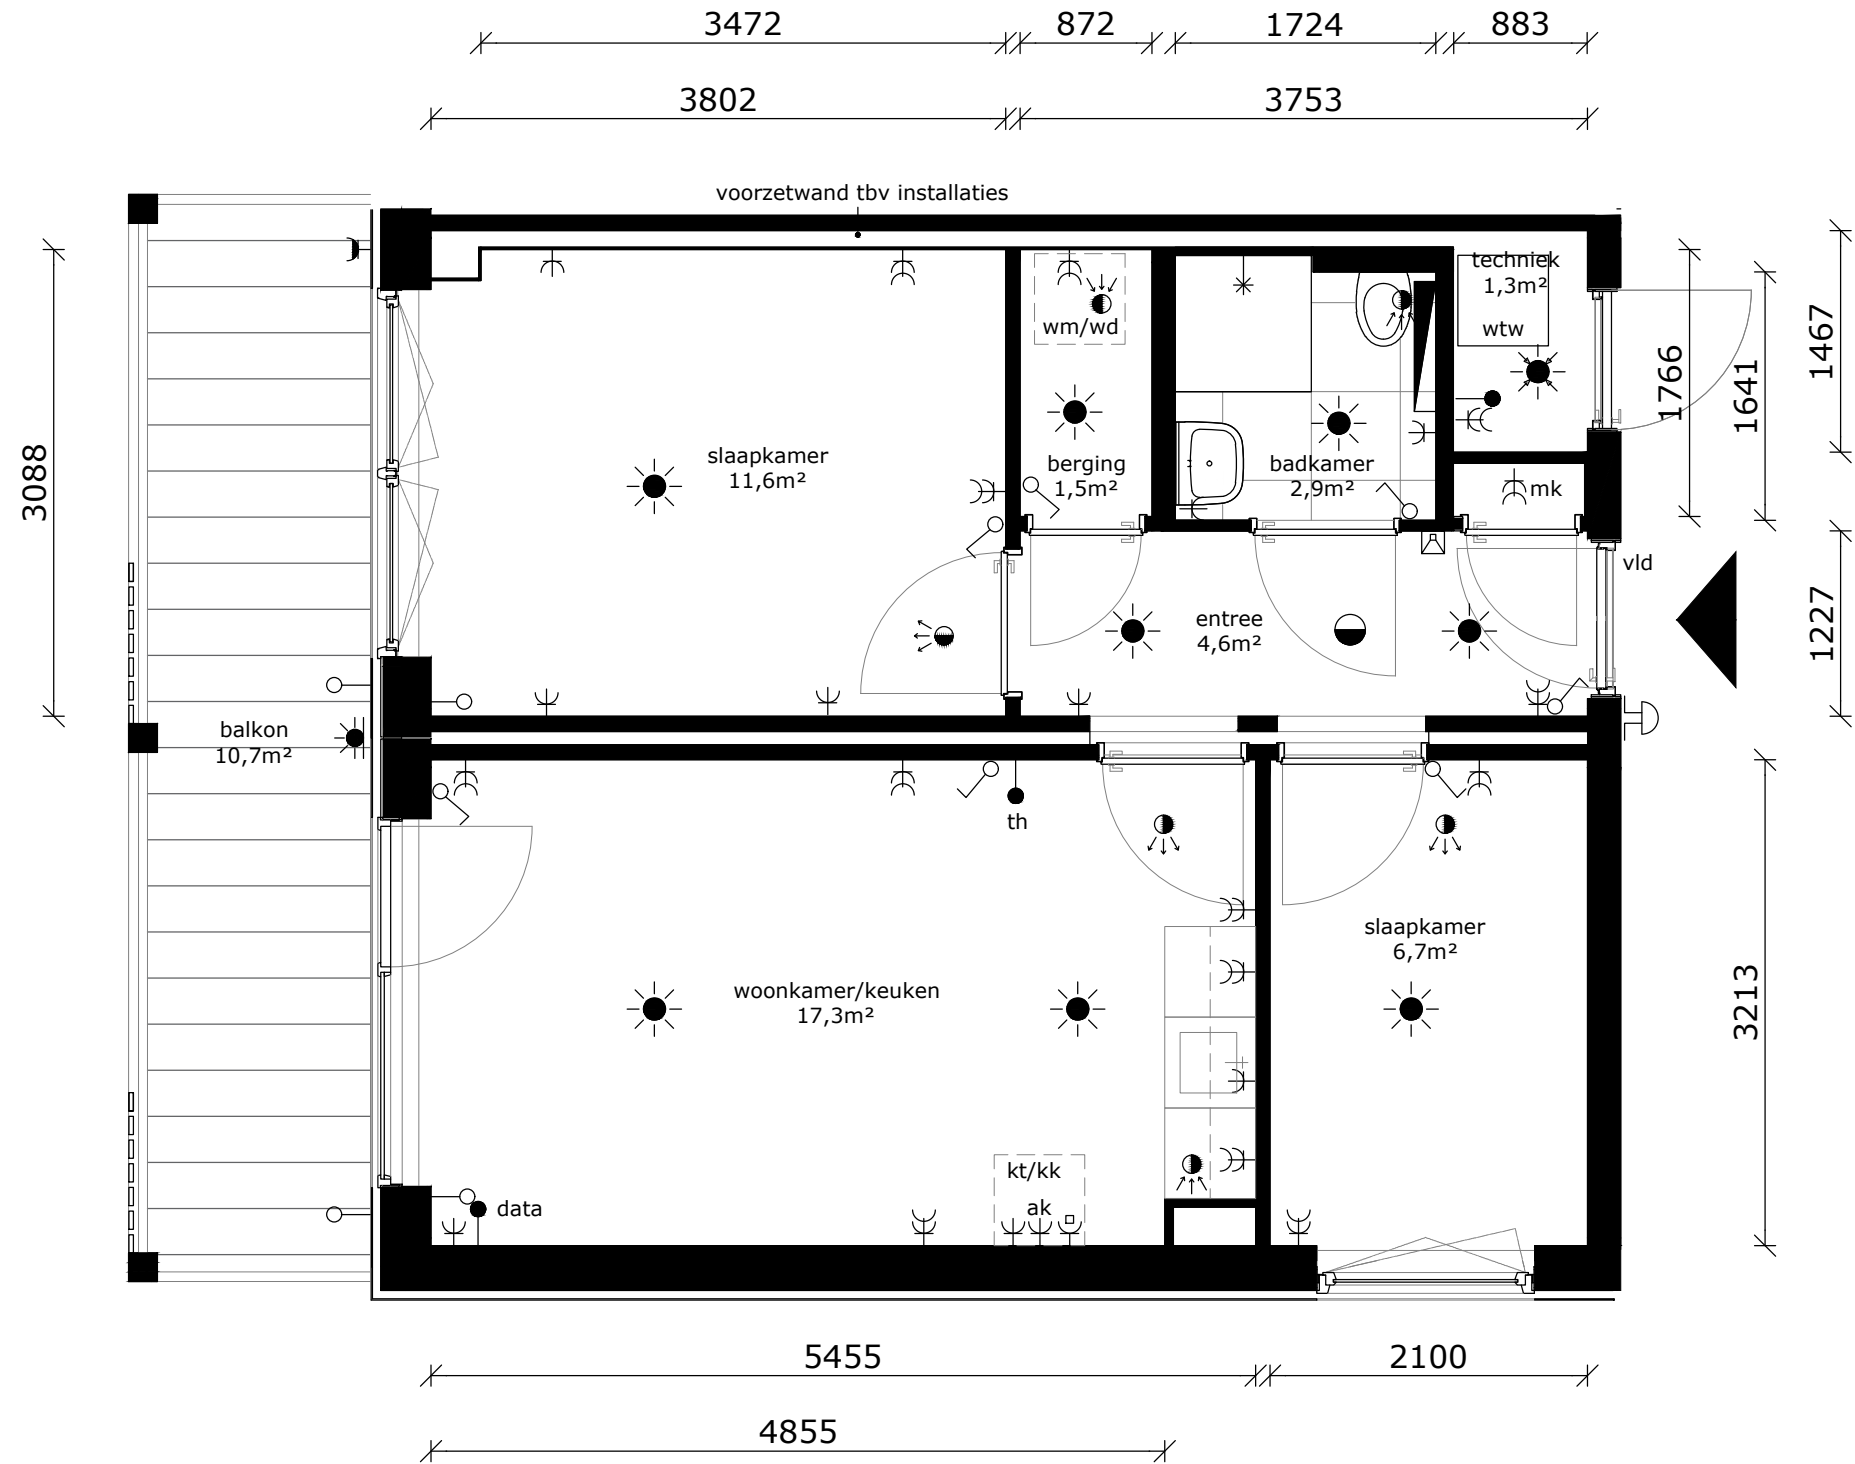 3472
872
1724
883
3802
3753
voorzetwand tbv installaties
techniek
1,3m²
wtw
wm/wd
1467
1766
1641
3088
slaapkamer
11,6m²
berging
1,5m²
badkamer
2,9m²
mk
vld
entree
4,6m²
1227
balkon
10,7m²
th
slaapkamer
6,7m²
woonkamer/keuken
17,3m²
3213
kt/kk
ak
data
5455
2100
4855